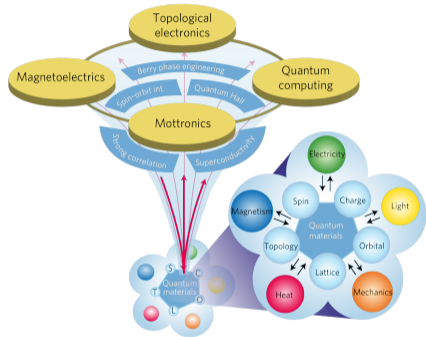 Topological
electronics
Magnetoelectrics
Berry phase engineering
Quantum
computing
Spin-orbit int.
Quantum Hall
Mottronics
Strong correlation
Superconductivity
Electricity
Magnetism
Spin
Charge
Light
Quantum
materials
Topology
Orbital
Lattice
Heat
Mechanics
S
C
Quantum
materials
T
O
L